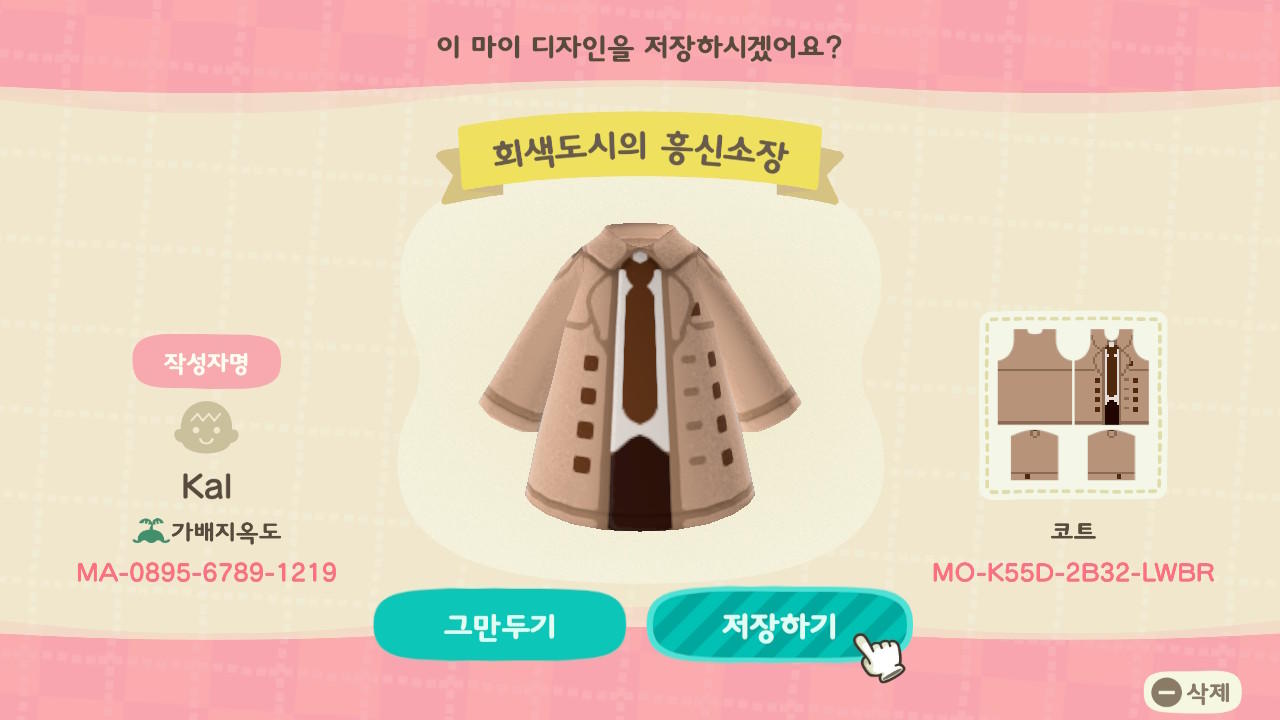 이 마이 디자인을 저장하시겠어요?
회색도시의 흥신소장
작성자명
Kal
가배지옥도
MA-0895-6789-1219
코트
MO-K55D-2B32-LWBR
그만두기
저장하기
삭제